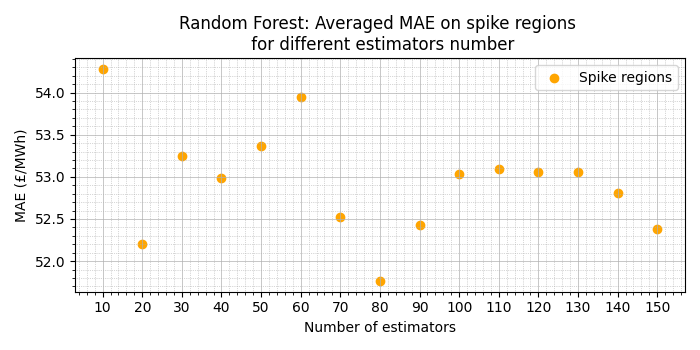 Random Forest: Averaged MAE on spike regions
for different estimators number
Spike regions
MAE (£/MWh)
54.0
53.5
53.0
52.5
52.0
10 20 30 40 50 60 70 80 90 100 110 120 130 140 150
Number of estimators